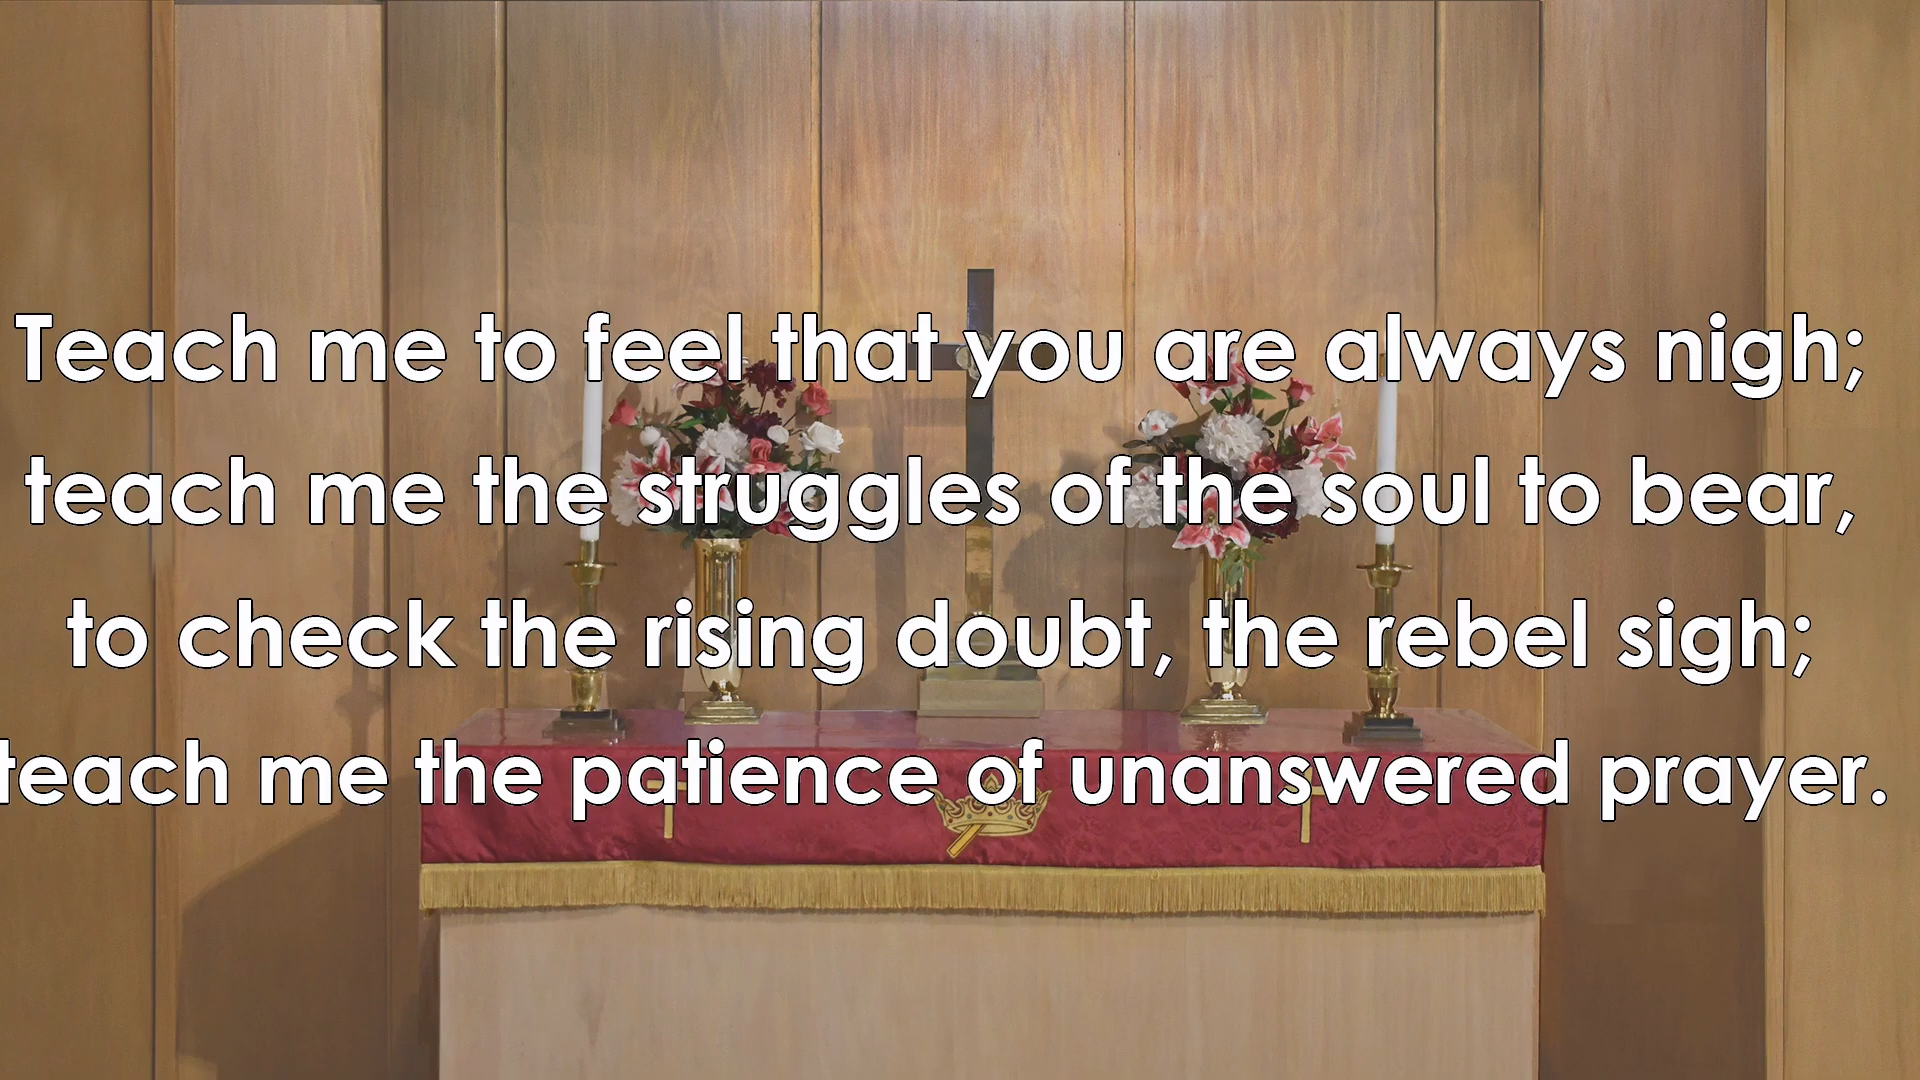 Teach me to feel that you are always nigh;
teach me the struggles of the soul to bear,
to check the rising doubt, the rebel sigh;
teach me the patience of unanswered prayer.